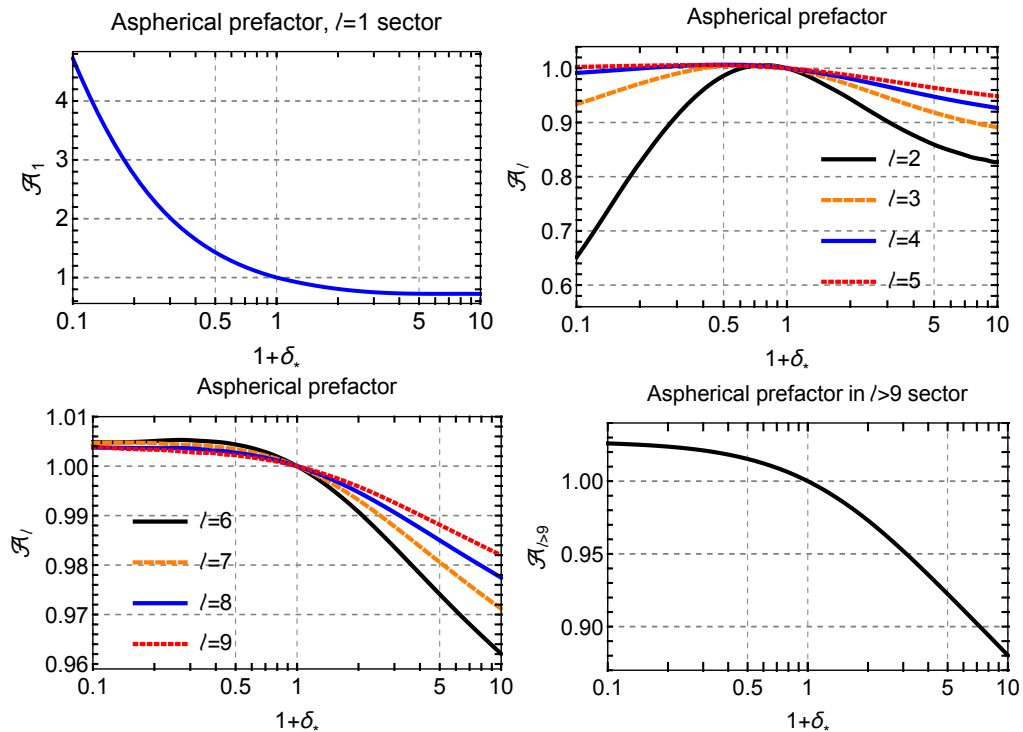 Aspherical prefactor, l=1 sector
𝒜1
4
3
2
1
0.1
0.5
1
5
10
1+δ*
Aspherical prefactor
𝒜l
1.0
0.9
0.8
0.7
0.6
l=2
l=3
l=4
l=5
0.1
0.5
1
5
10
1+δ*
Aspherical prefactor
𝒜l
1.01
1.00
0.99
0.98
0.97
0.96
l=6
l=7
l=8
l=9
0.1
0.5
1
5
10
1+δ*
Aspherical prefactor in l>9 sector
𝒜l>9
1.00
0.95
0.90
0.1
0.5
1
5
10
1+δ*